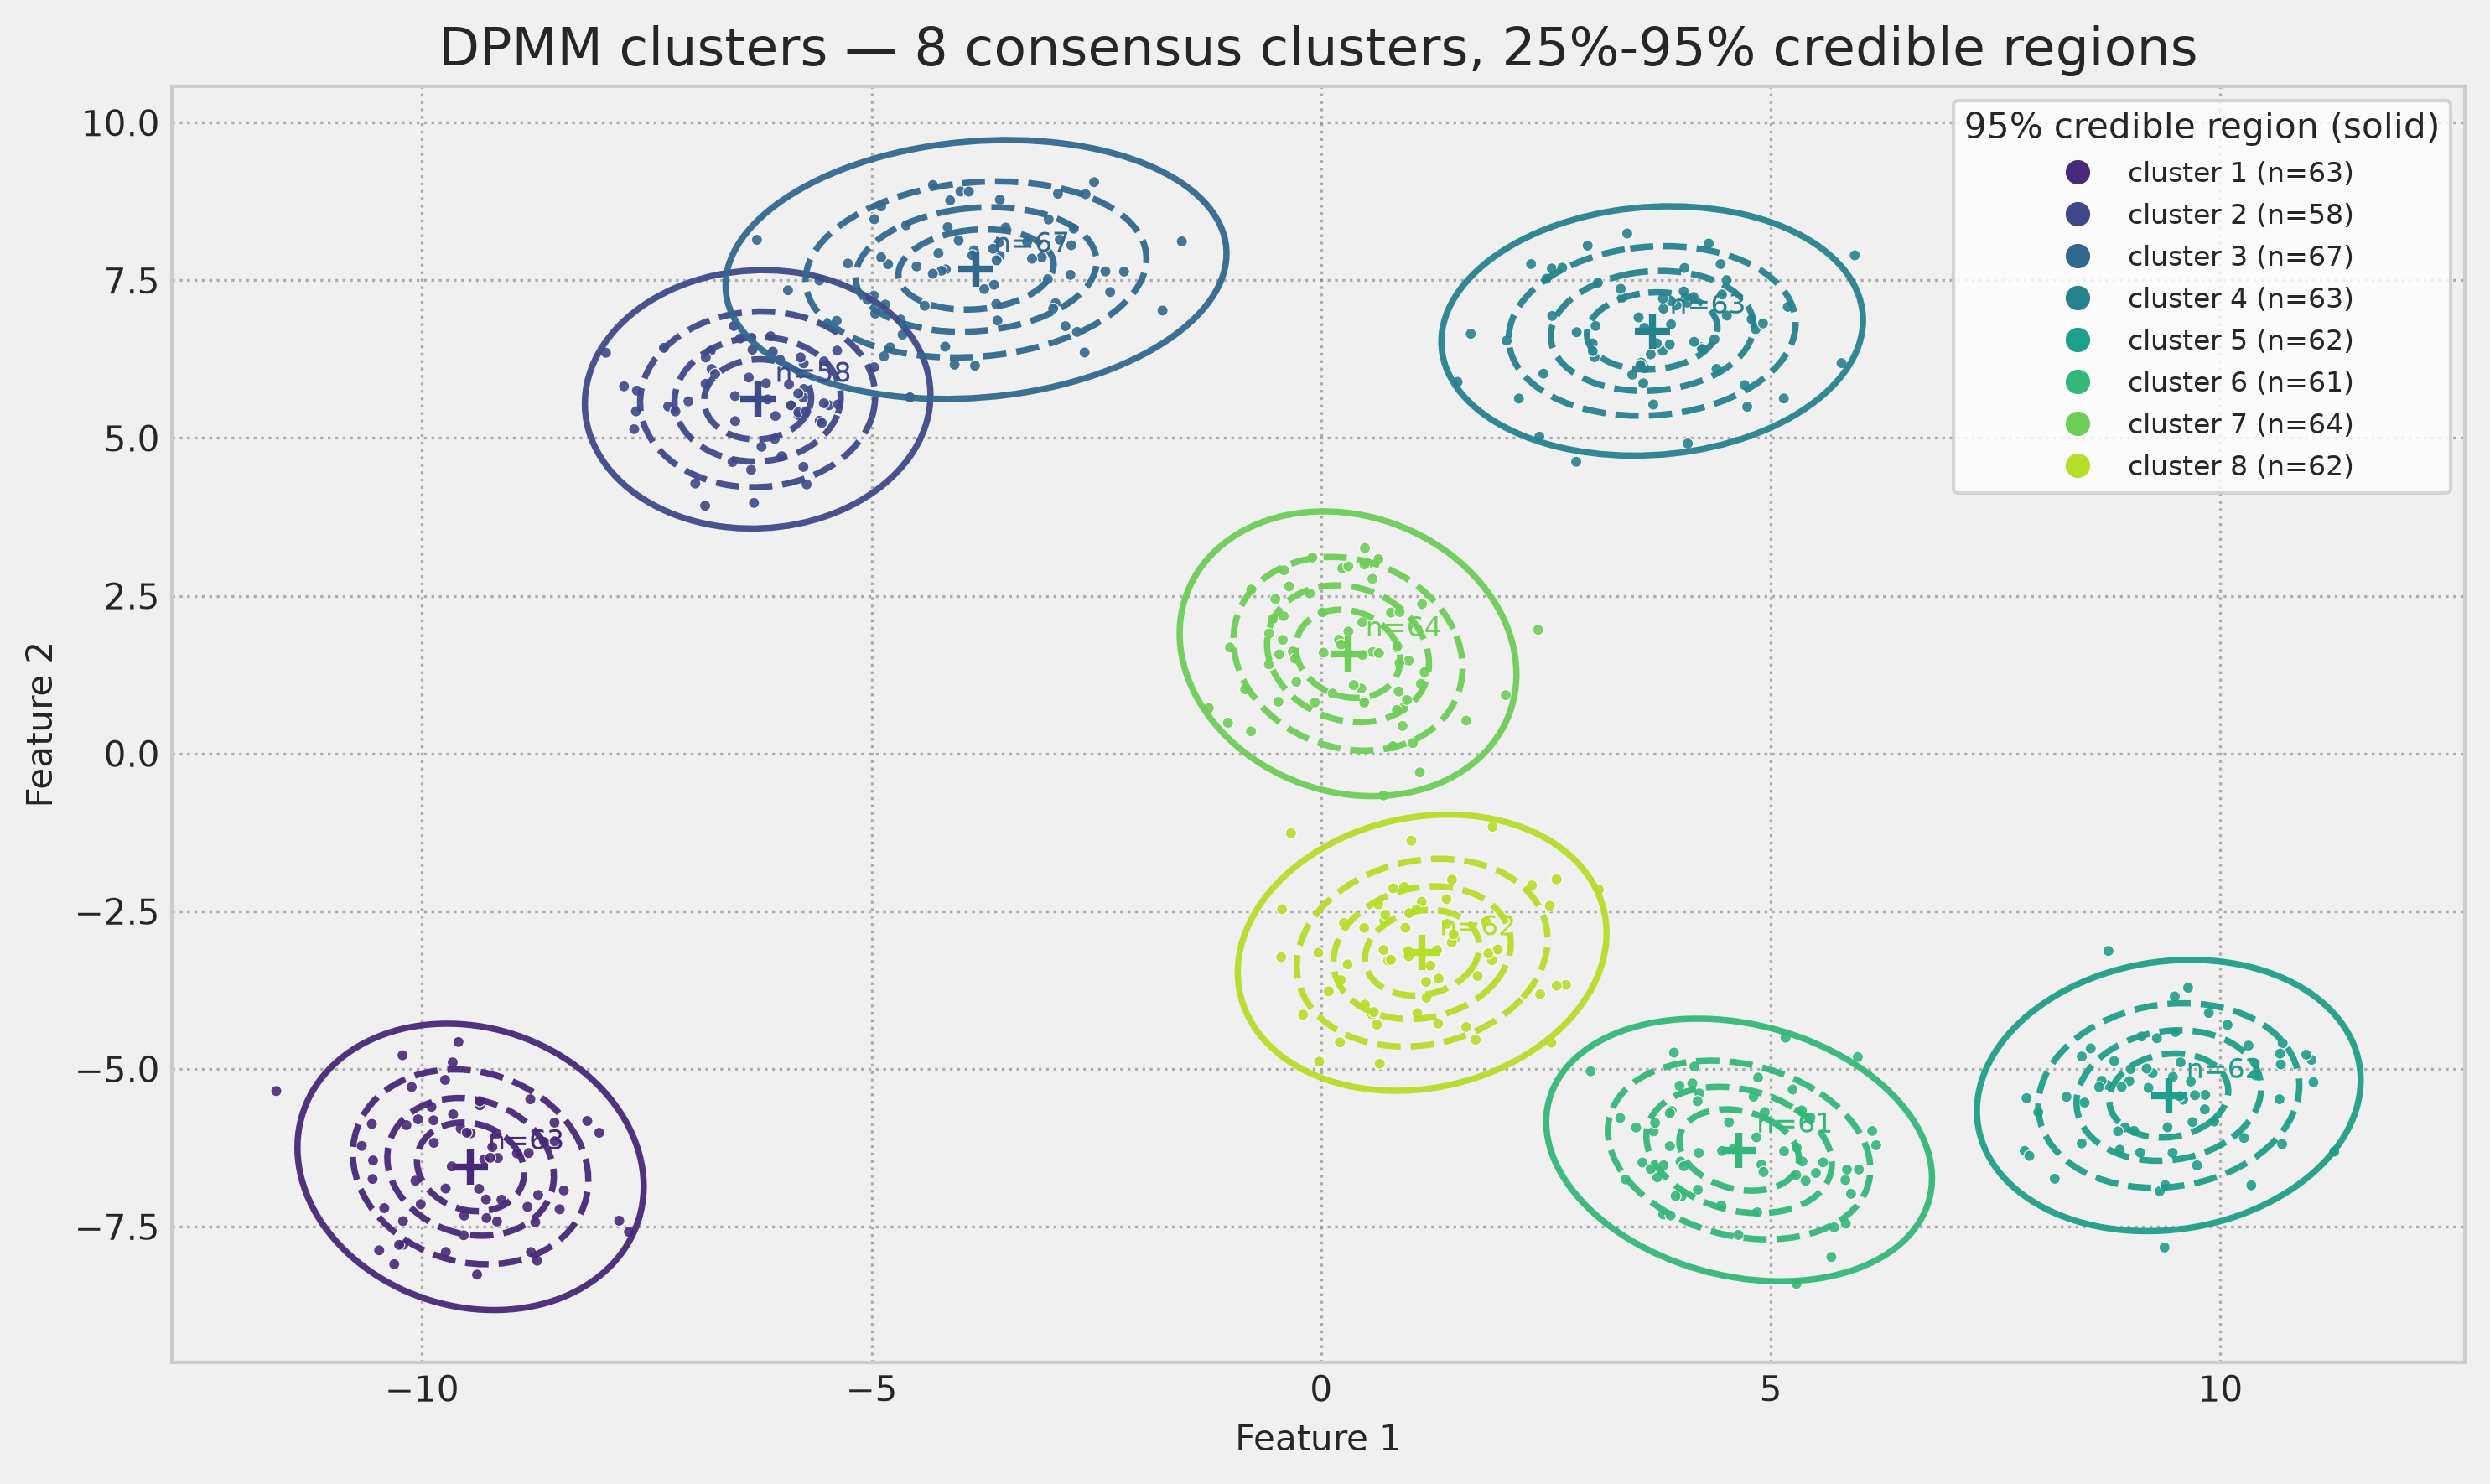 DPMM clusters — 8 consensus clusters, 25%-95% credible regions
10.0
7.5
5.0
2.5
0.0
−2.5
−5.0
−7.5
Feature 2
−10
−5
0
5
10
Feature 1
95% credible region (solid)
cluster 1 (n=63)
cluster 2 (n=58)
cluster 3 (n=67)
cluster 4 (n=63)
cluster 5 (n=62)
cluster 6 (n=61)
cluster 7 (n=64)
cluster 8 (n=62)
n=67
n=63
n=58
n=64
n=62
n=62
n=61
n=63